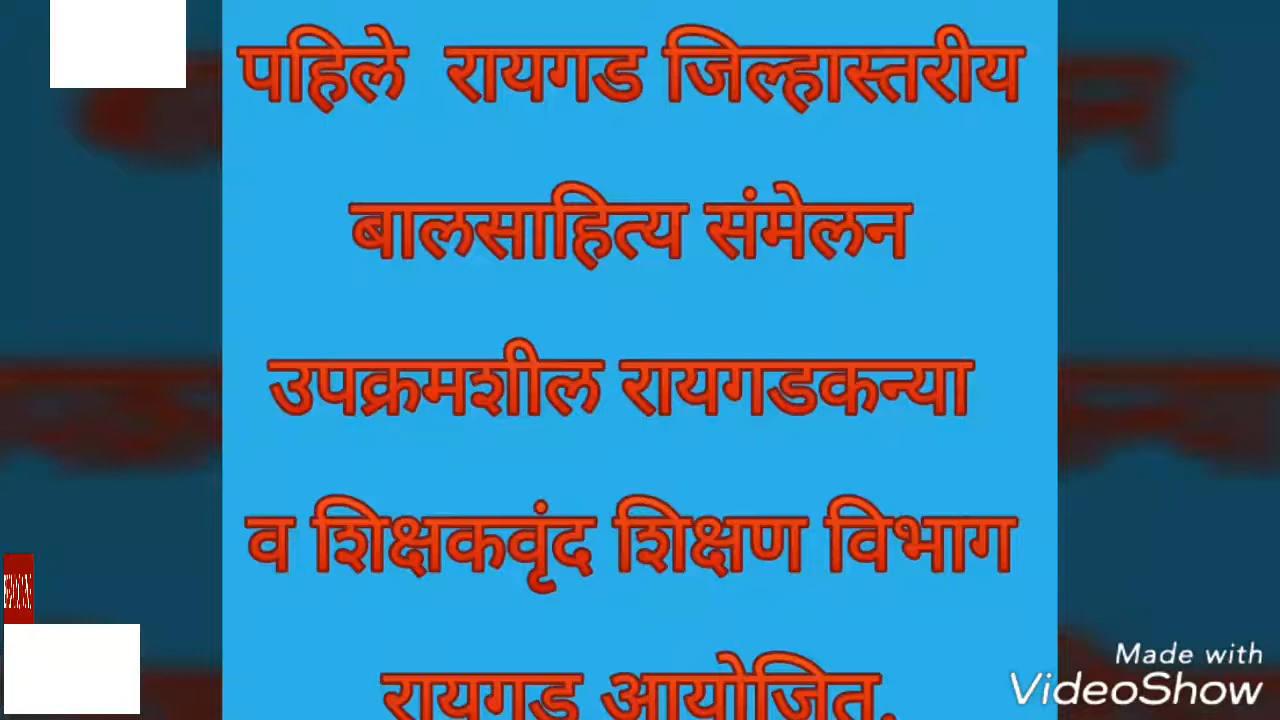 पहिले रायगड जिल्हास्तरीय
बालसाहित्य संमेलन
उपक्रमशील रायगडकन्या
व शिक्षकवृंद शिक्षण विभाग
रायगड आयोजित.
Made with
VideoShow